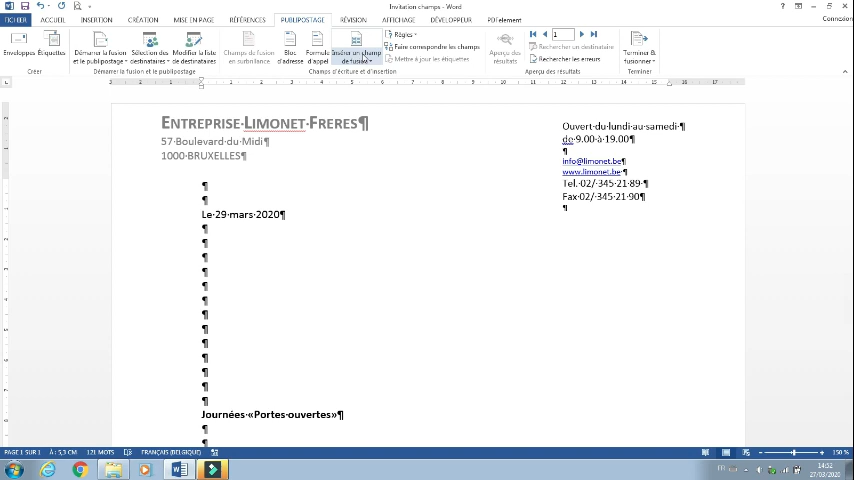 Invitation champs - Word
Connexion
FICHIER ACCUEIL INSERTION CRÉATION MISE EN PAGE RÉFÉRENCES PUBLIPOSTAGE RÉVISION AFFICHAGE DÉVELOPPEUR PDFelement
Enveloppes Étiquettes
Créer
Démarrer la fusion et le publipostage
Sélection des destinataires
Modifier la liste de destinataires
Démarrer la fusion et le publipostage
Champs de fusion en surbrillance
Bloc d'adresse
Formule d'appel
Insérer un champ de fusion
Règles
Faire correspondre les champs
Mettre à jour les étiquettes
Champs d'écriture et d'insertion
Aperçu des résultats
1
Rechercher un destinataire
Rechercher les erreurs
Aperçu des résultats
Terminer & fusionner
Terminer
ENTREPRISE·LIMONET·FRERES¶
57·Boulevard·du·Midi¶
1000·BRUXELLES¶
Ouvert·du·lundi·au·samedi·¶
de·9.00·à·19.00¶
¶
info@limonet.be¶
www.limonet.be·¶
Tel.·02/·345·21·89·¶
Fax·02/·345·21·90¶
¶
¶
¶
Le·29·mars·2020¶
¶
¶
¶
¶
¶
¶
¶
¶
¶
¶
¶
¶
¶
Journées·«Portes·ouvertes»¶
¶
¶
PAGE 1 SUR 1 À : 5,3 CM 121 MOTS FRANÇAIS (BELGIQUE) 150 %
FR 14:52
27/03/2020